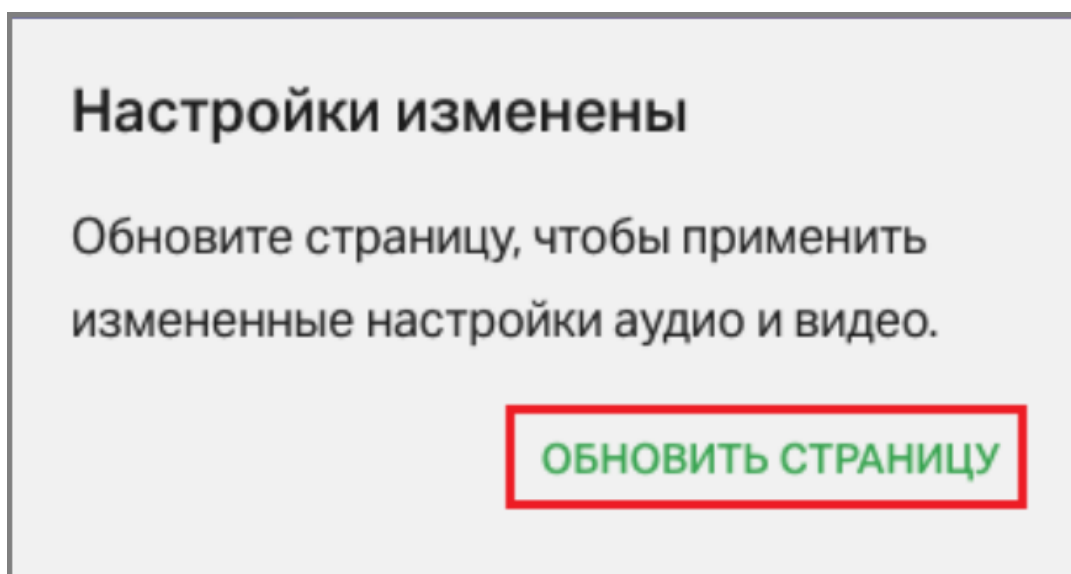 Настройки изменены
Обновите страницу, чтобы применить
измененные настройки аудио и видео.
ОБНОВИТЬ СТРАНИЦУ